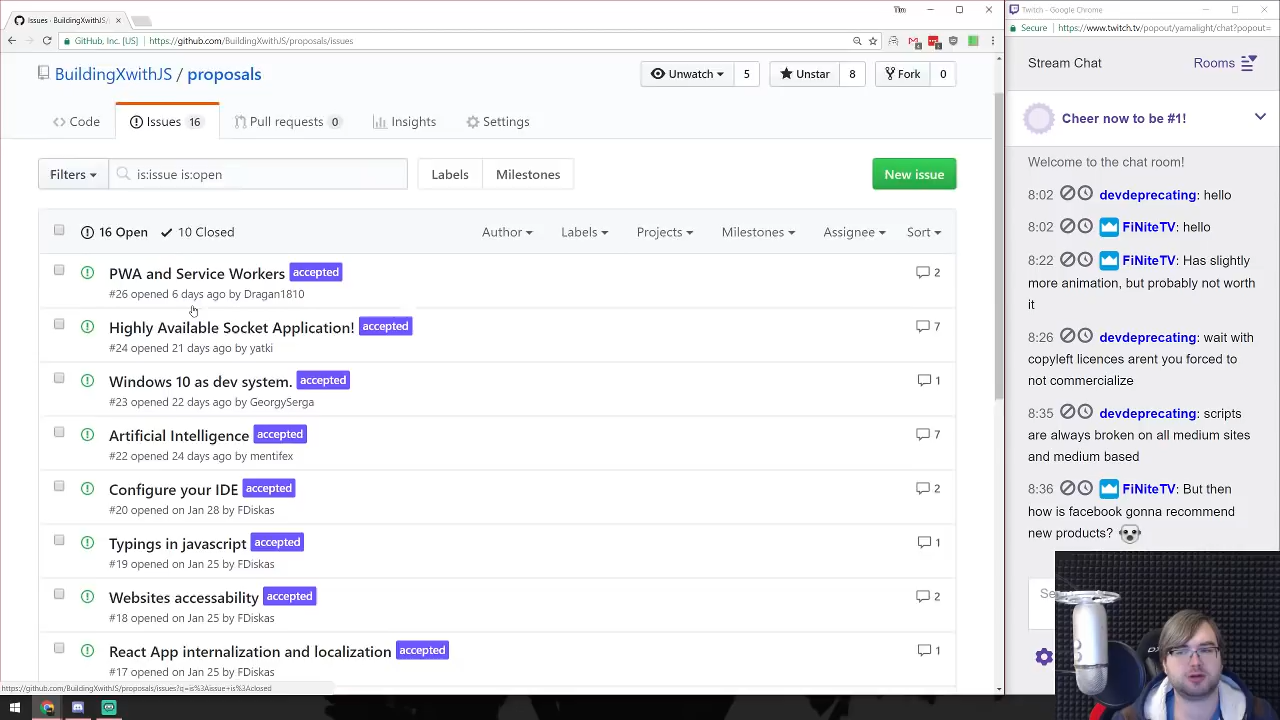 Issues · BuildingXwithJS /
Tim
GitHub, Inc. [US] https://github.com/BuildingXwithJS/proposals/issues
BuildingXwithJS / proposals
Unwatch 5
Unstar 8
Fork 0
Code
Issues 16
Pull requests 0
Insights
Settings
Filters
is:issue is:open
Labels
Milestones
New issue
16 Open 10 Closed
Author
Labels
Projects
Milestones
Assignee
Sort
PWA and Service Workers accepted
2
#26 opened 6 days ago by Dragan1810
Highly Available Socket Application! accepted
7
#24 opened 21 days ago by yatki
Windows 10 as dev system. accepted
1
#23 opened 22 days ago by GeorgySerga
Artificial Intelligence accepted
7
#22 opened 24 days ago by mentifex
Configure your IDE accepted
2
#20 opened on Jan 28 by FDiskas
Typings in javascript accepted
1
#19 opened on Jan 25 by FDiskas
Websites accessability accepted
2
#18 opened on Jan 25 by FDiskas
React App internalization and localization accepted
1
#17 opened on Jan 25 by FDiskas
https://github.com/BuildingXwithJS/proposals/issues?q=is%3Aissue+is%3Aclosed
Twitch - Google Chrome
Secure https://www.twitch.tv/popout/yamalight/chat?popout=
Stream Chat
Rooms
Cheer now to be #1!
Welcome to the chat room!
8:02 devdeprecating: hello
8:02 FiNiteTV: hello
8:22 FiNiteTV: Has slightly
more animation, but probably not worth
it
8:26 devdeprecating: wait with
copyleft licences arent you forced to
not commercialize
8:35 devdeprecating: scripts
are always broken on all medium sites
and medium based
8:36 FiNiteTV: But then
how is facebook gonna recommend
new products?